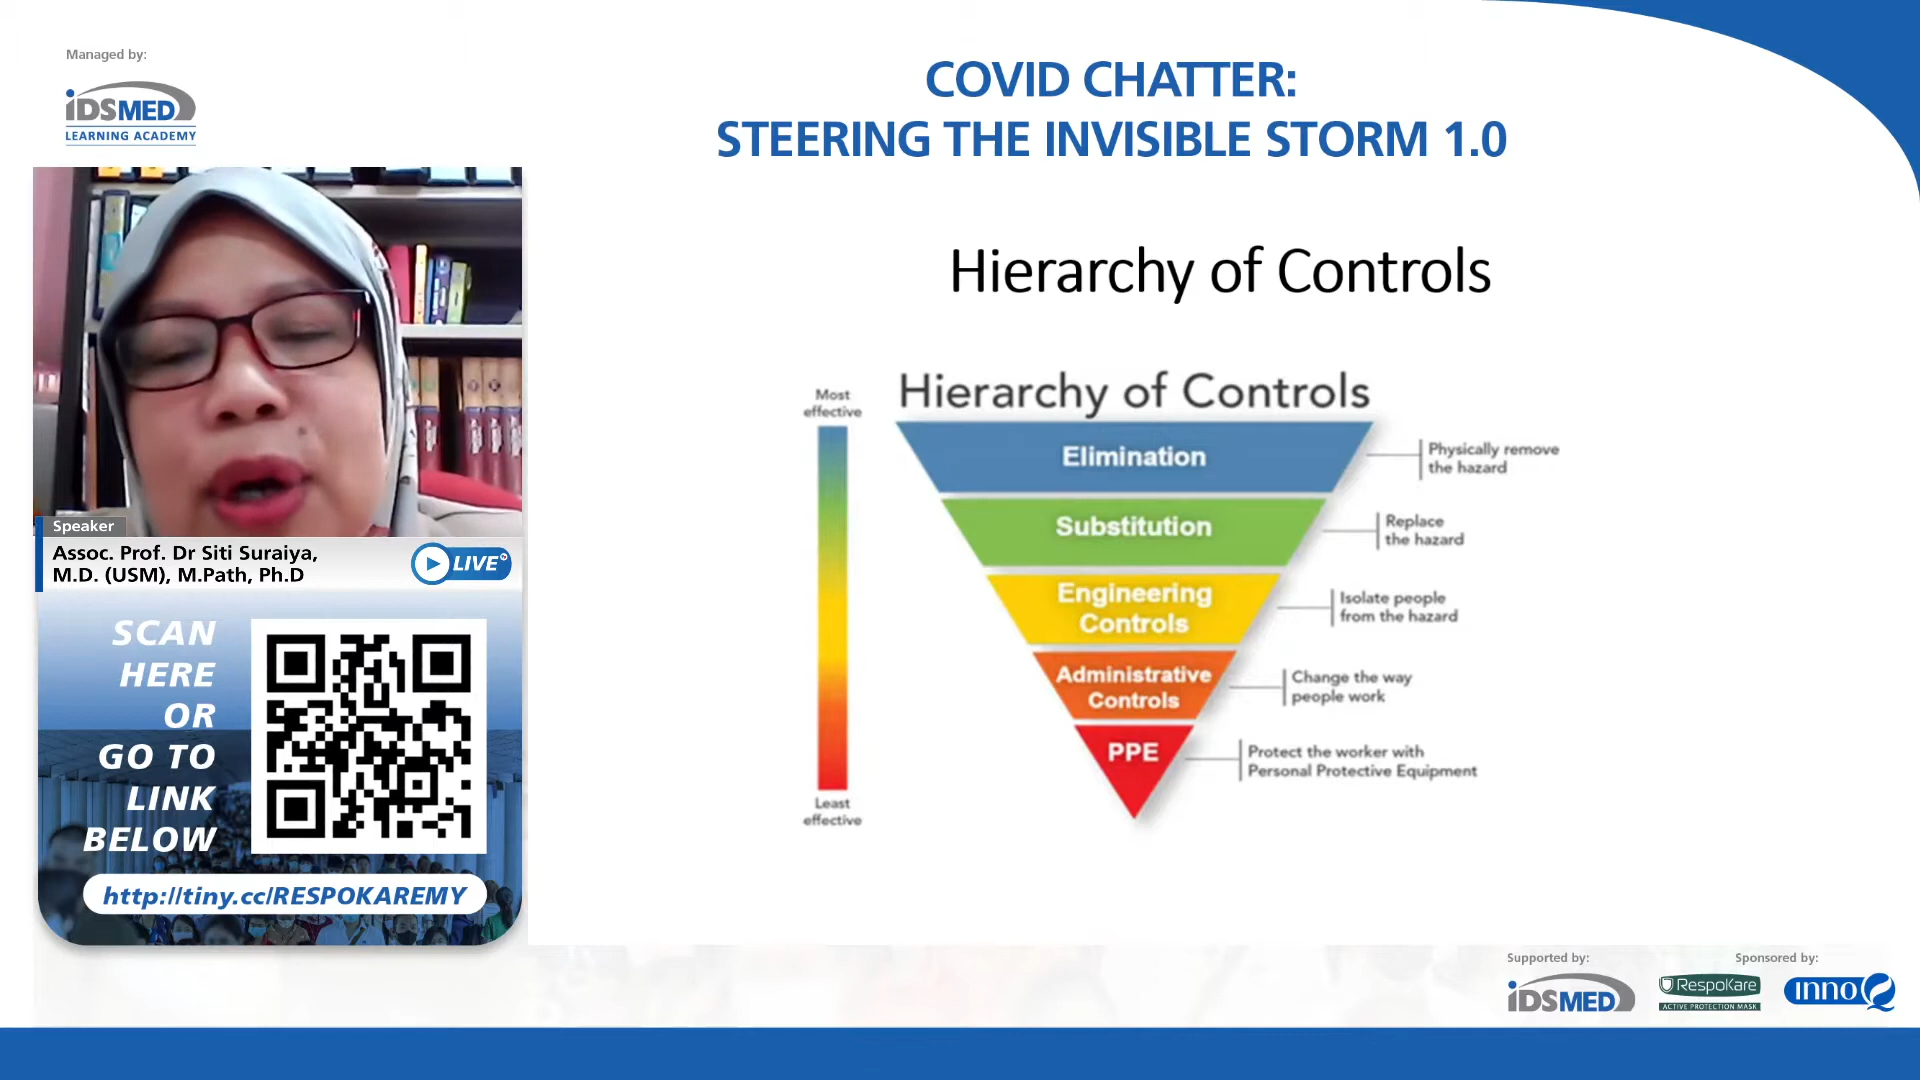 Managed by:
iDSMED
LEARNING ACADEMY
COVID CHATTER:
STEERING THE INVISIBLE STORM 1.0
Speaker
Assoc. Prof. Dr Siti Suraiya,
M.D. (USM), M.Path, Ph.D
LIVE
SCAN
HERE
OR
GO TO
LINK
BELOW
http://tiny.cc/RESPOKAREMY
Hierarchy of Controls
Hierarchy of Controls
Most
effective
Least
effective
Elimination
Physically remove
the hazard
Substitution
Replace
the hazard
Engineering
Controls
Isolate people
from the hazard
Administrative
Controls
Change the way
people work
PPE
Protect the worker with
Personal Protective Equipment
Supported by:
iDSMED
Sponsored by:
RespoKare
ACTIVE PROTECTION MASK
innoQ